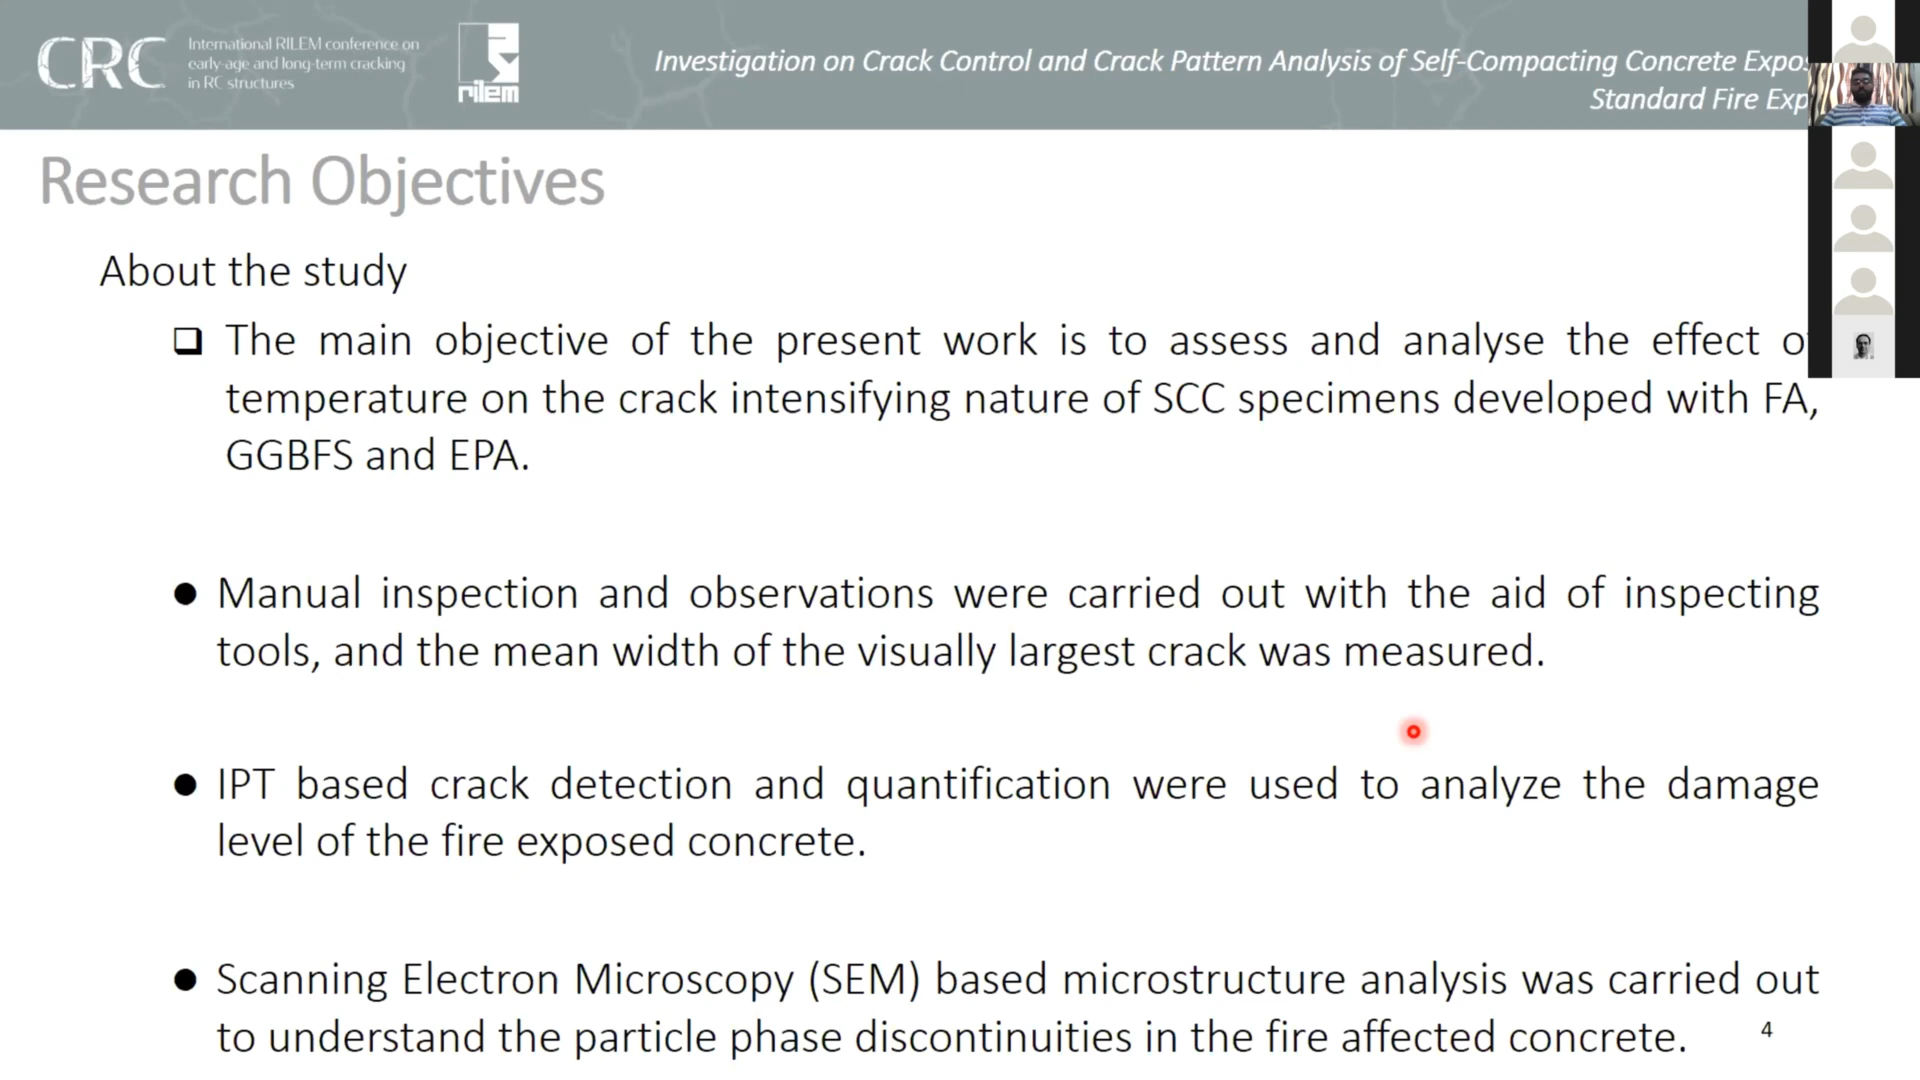 CRC
International RILEM conference on
early-age and long-term cracking
in RC structures
rilem
Investigation on Crack Control and Crack Pattern Analysis of Self-Compacting Concrete
Standard Fire
Research Objectives
About the study
The main objective of the present work is to assess and analyse the effect
temperature on the crack intensifying nature of SCC specimens developed with FA,
GGBFS and EPA.
Manual inspection and observations were carried out with the aid of inspecting
tools, and the mean width of the visually largest crack was measured.
IPT based crack detection and quantification were used to analyze the damage
level of the fire exposed concrete.
Scanning Electron Microscopy (SEM) based microstructure analysis was carried out
to understand the particle phase discontinuities in the fire affected concrete.
4